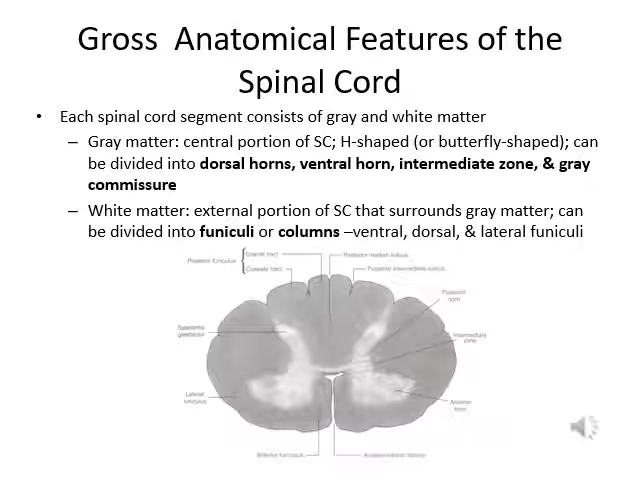 Gross Anatomical Features of the
Spinal Cord
• Each spinal cord segment consists of gray and white matter
– Gray matter: central portion of SC; H-shaped (or butterfly-shaped); can
be divided into dorsal horns, ventral horn, intermediate zone, & gray
commissure
– White matter: external portion of SC that surrounds gray matter; can
be divided into funiculi or columns –ventral, dorsal, & lateral funiculi
Posterior funiculus
Gracile tract
Cuneate tract
Posterior median sulcus
Posterior intermediate sulcus
Posterior
horn
Substantia
gelatinosa
Intermediate
zone
Lateral
funiculus
Anterior
horn
Anterior funiculus